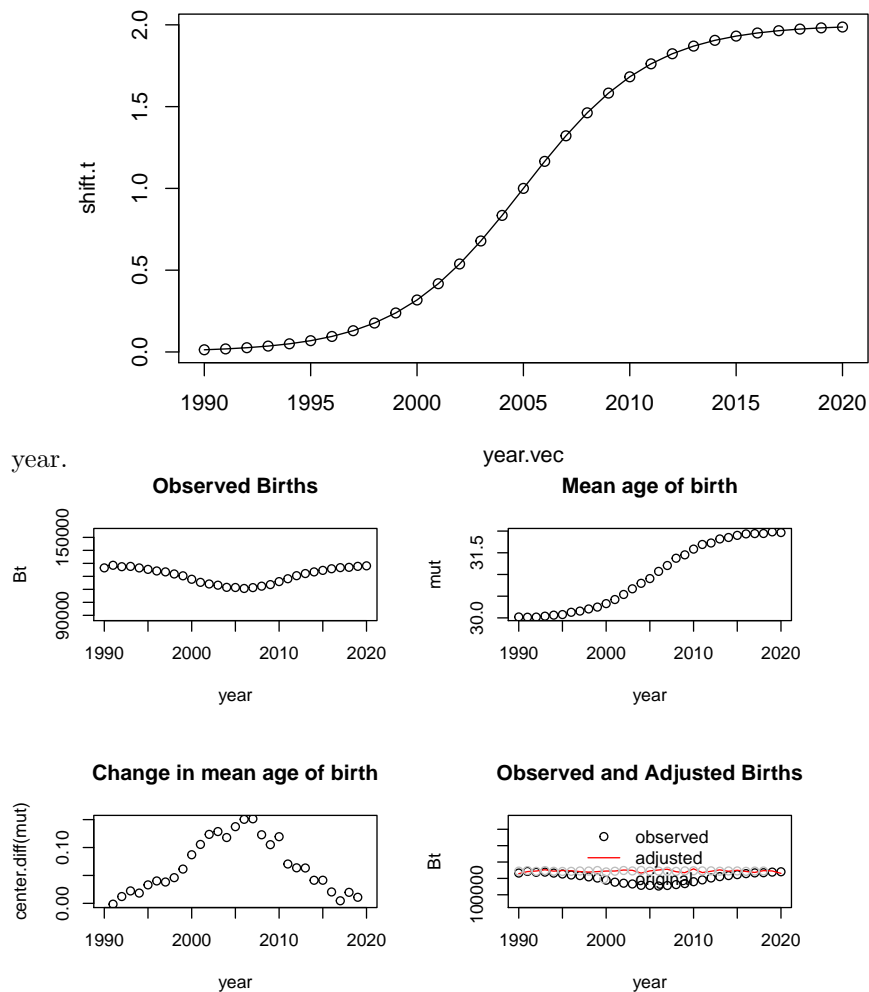 shift.t
2.0
1.5
1.0
0.5
0.0
1990 1995 2000 2005 2010 2015 2020
year.vec
year.
Observed Births
Bt
150000
90000
1990 2000 2010 2020
year
Mean age of birth
mut
31.5
30.0
1990 2000 2010 2020
year
Change in mean age of birth
center.diff(mut)
0.10
0.00
1990 2000 2010 2020
year
Observed and Adjusted Births
Bt
100000
observed
adjusted
original
1990 2000 2010 2020
year